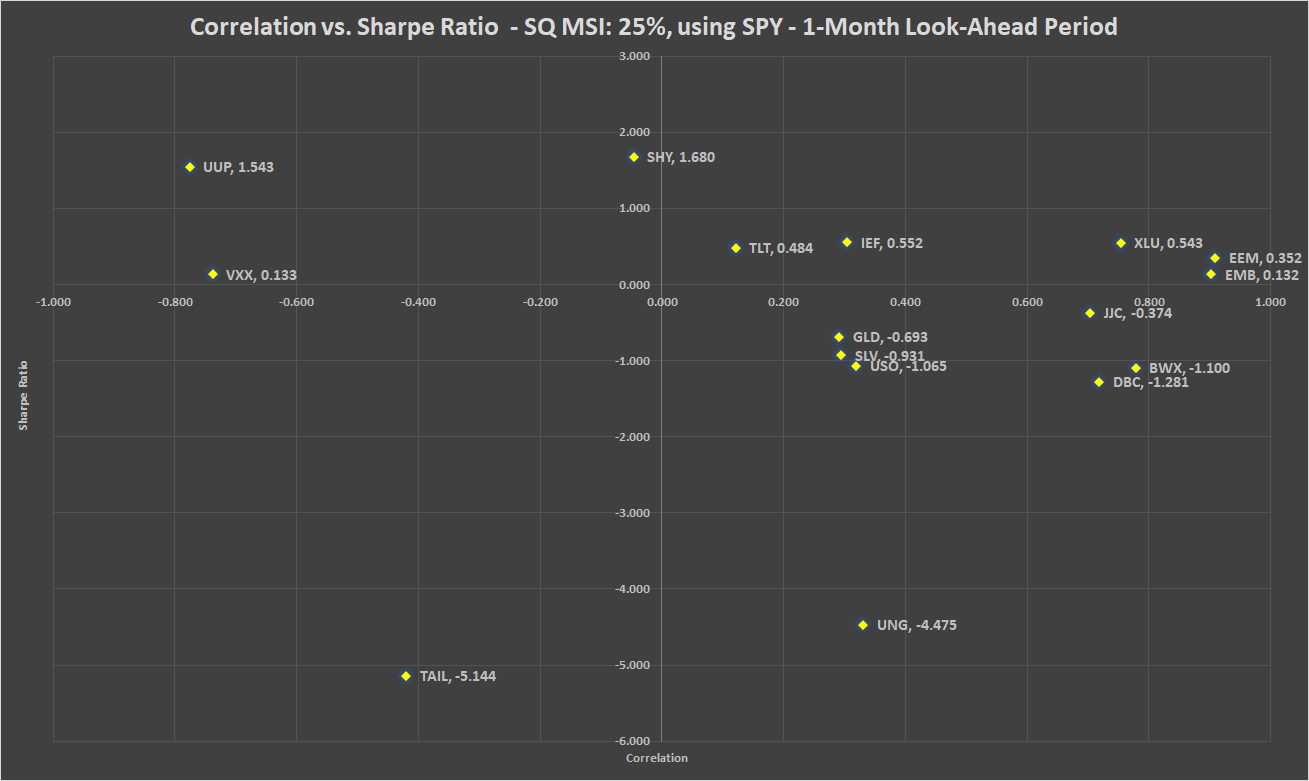 Correlation vs. Sharpe Ratio - SQ MSI: 25%, using SPY - 1-Month Look-Ahead Period
3.000
2.000
SHY, 1.680
UUP, 1.543
1.000
XLU, 0.543
IEF, 0.552
TLT, 0.484
EEM, 0.352
VXX, 0.133
EMB, 0.132
0.000
-1.000
-0.800
-0.600
-0.400
-0.200
0.000
0.200
0.400
0.600
0.800
1.000
JJC, -0.374
GLD, -0.693
SLV, -0.931
-1.000
USO, -1.065
BWX, -1.100
DBC, -1.281
Sharpe Ratio
-2.000
-3.000
-4.000
UNG, -4.475
-5.000
TAIL, -5.144
-6.000
Correlation